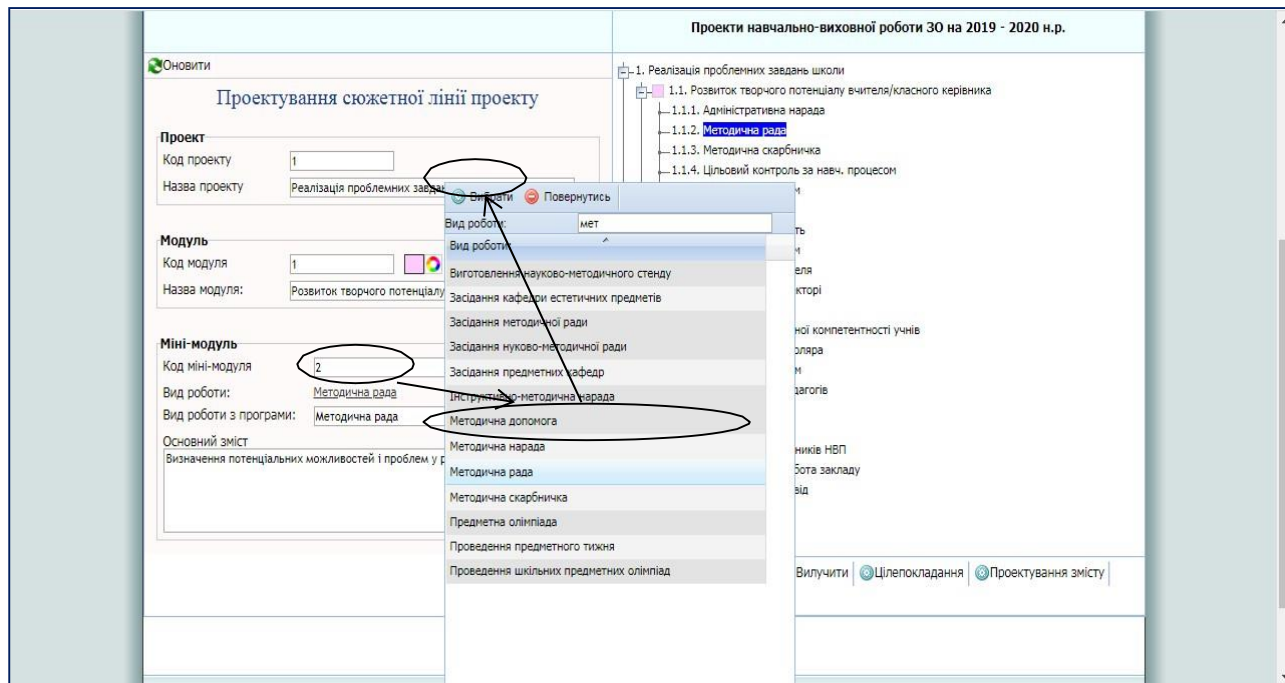 Проекти навчально-виховної роботи ЗО на 2019 - 2020 н.р.
Оновити
Проектування сюжетної лінії проекту
Проект
Код проекту 1
Назва проекту Реалізація проблемних завдань
Модуль
Код модуля 1
Назва модуля: Розвиток творчого потенціалу
Міні-модуль
Код міні-модуля 2
Вид роботи: Методична рада
Вид роботи з програми: Методична рада
Основний зміст
Визначення потенціальних можливостей і проблем у р
Вибрати Повернутись
Вид роботи: мет
Вид роботи:
Виготовлення науково-методичного стенду
Засідання кафедри естетичних предметів
Засідання методичної ради
Засідання нуково-методичної ради
Засідання предметних кафедр
Інструктивно-методична нарада
Методична допомога
Методична нарада
Методична рада
Методична скарбничка
Предметна олімпіада
Проведення предметного тижня
Проведення шкільних предметних олімпіад
1. Реалізація проблемних завдань школи
1.1. Розвиток творчого потенціалу вчителя/класного керівника
1.1.1. Адміністративна нарада
1.1.2. Методична рада
1.1.3. Методична скарбничка
1.1.4. Цільовий контроль за навч. процесом
м
ть
м
еля
кторі
ної компетентності учнів
оляра
м
дагогів
ників НВП
бота закладу
від
Вилучити Цілепокладання Проектування змісту